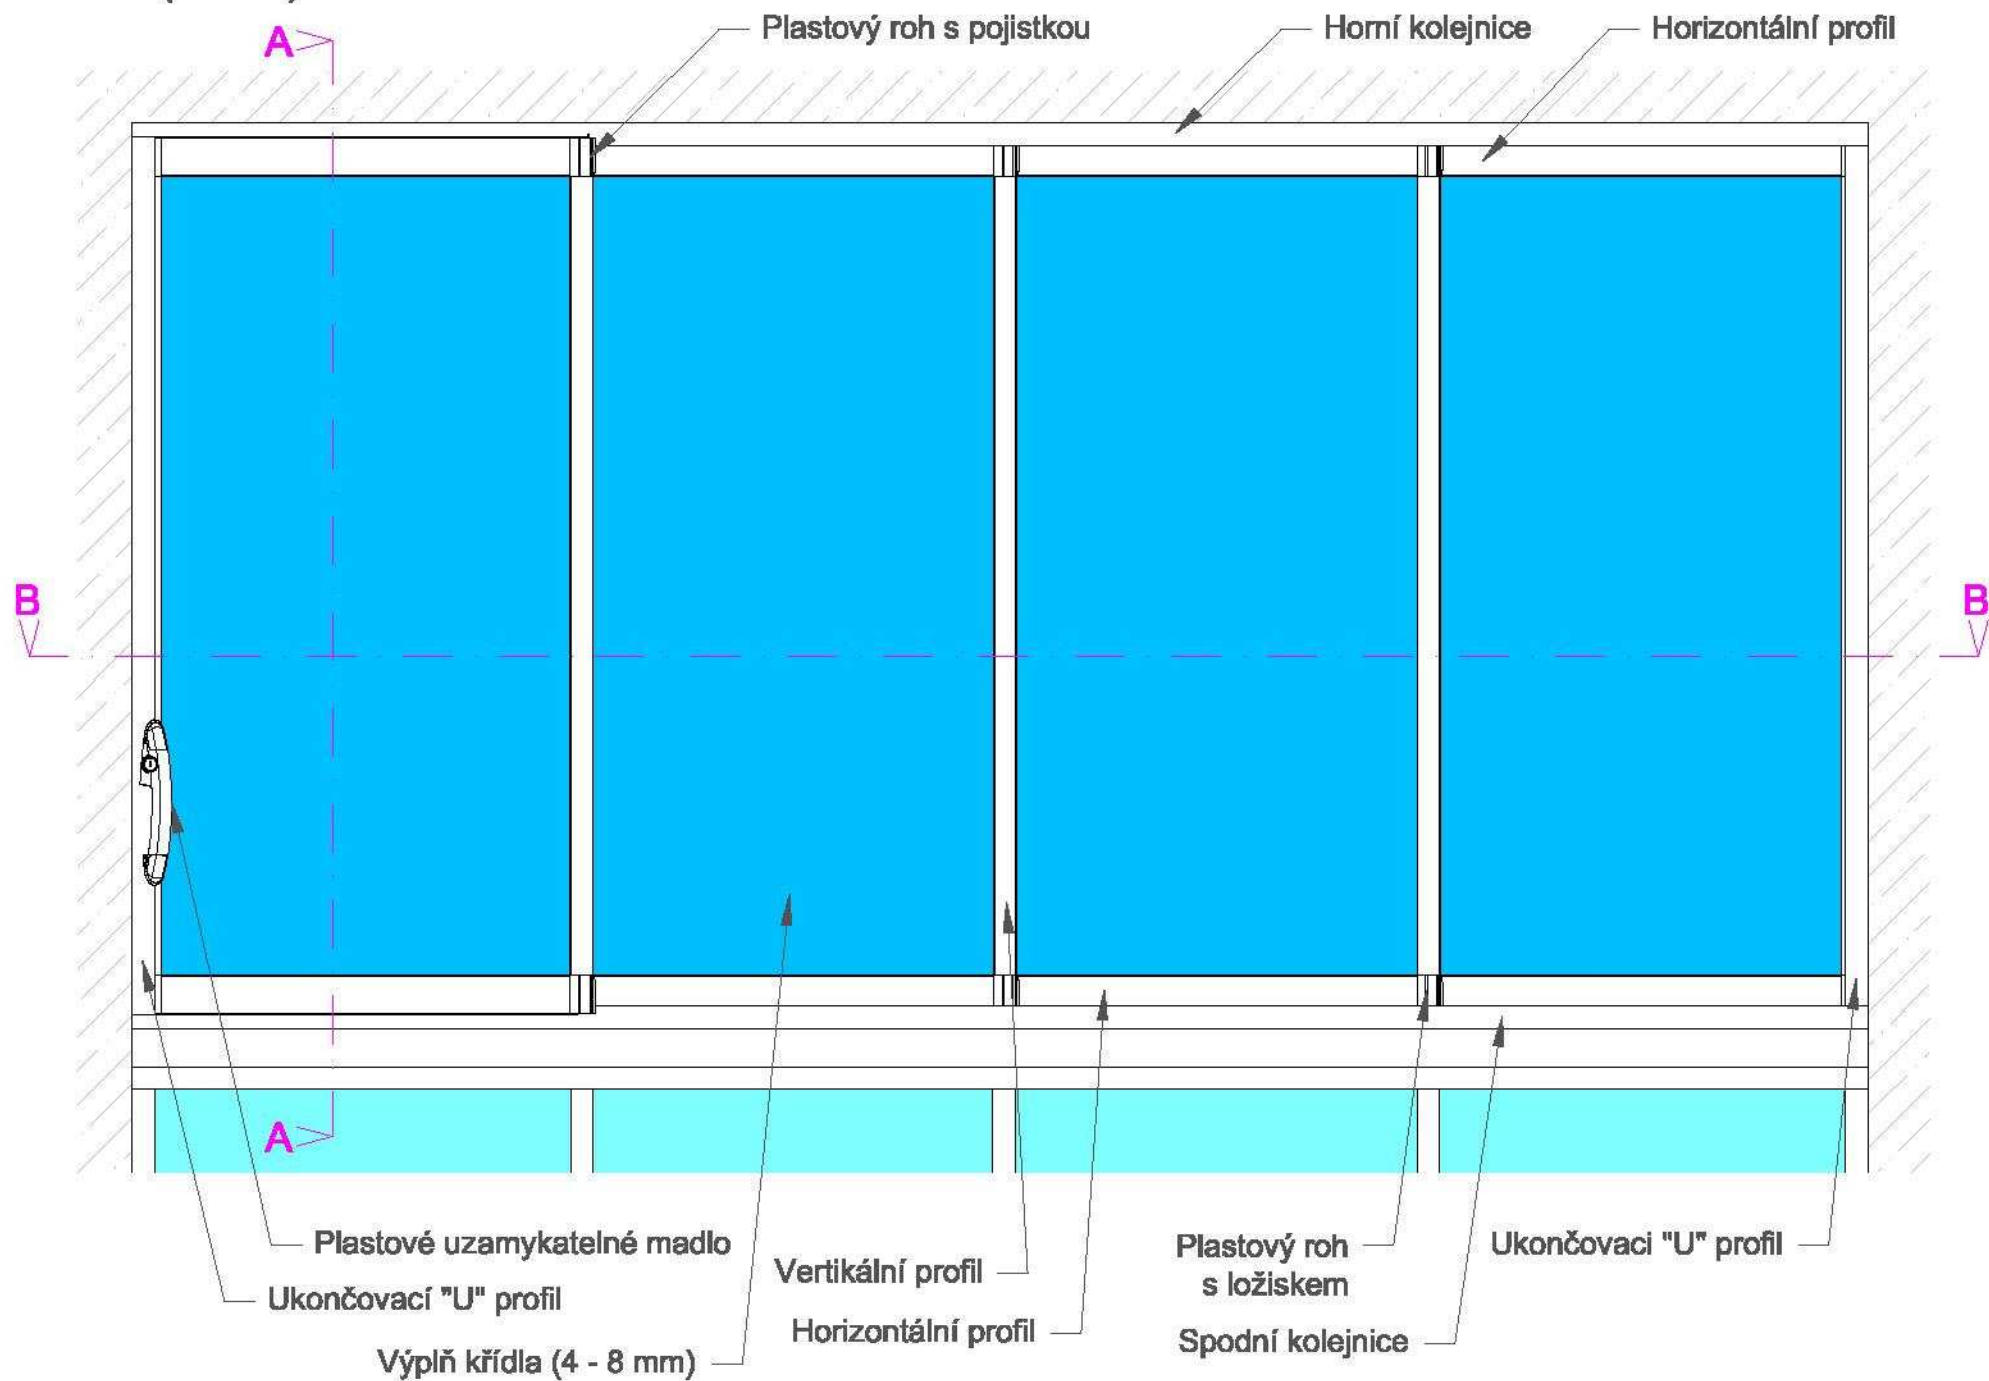 A
Plastový roh s pojistkou
Horní kolejnice
Horizontální profil
B
B
A
Plastové uzamykatelné madlo
Ukončovací "U" profil
Výplň křídla (4 - 8 mm)
Vertikální profil
Horizontální profil
Plastový roh
s ložiskem
Spodní kolejnice
Ukončovaci "U" profil